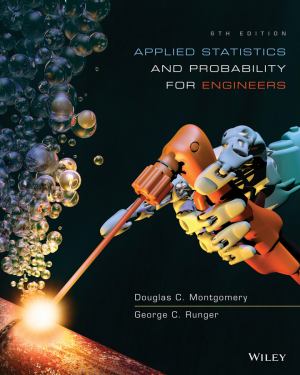 6TH EDITION
APPLIED STATISTICS
AND PROBABILITY
FOR ENGINEERS
Douglas C. Montgomery
George C. Runger
WILEY